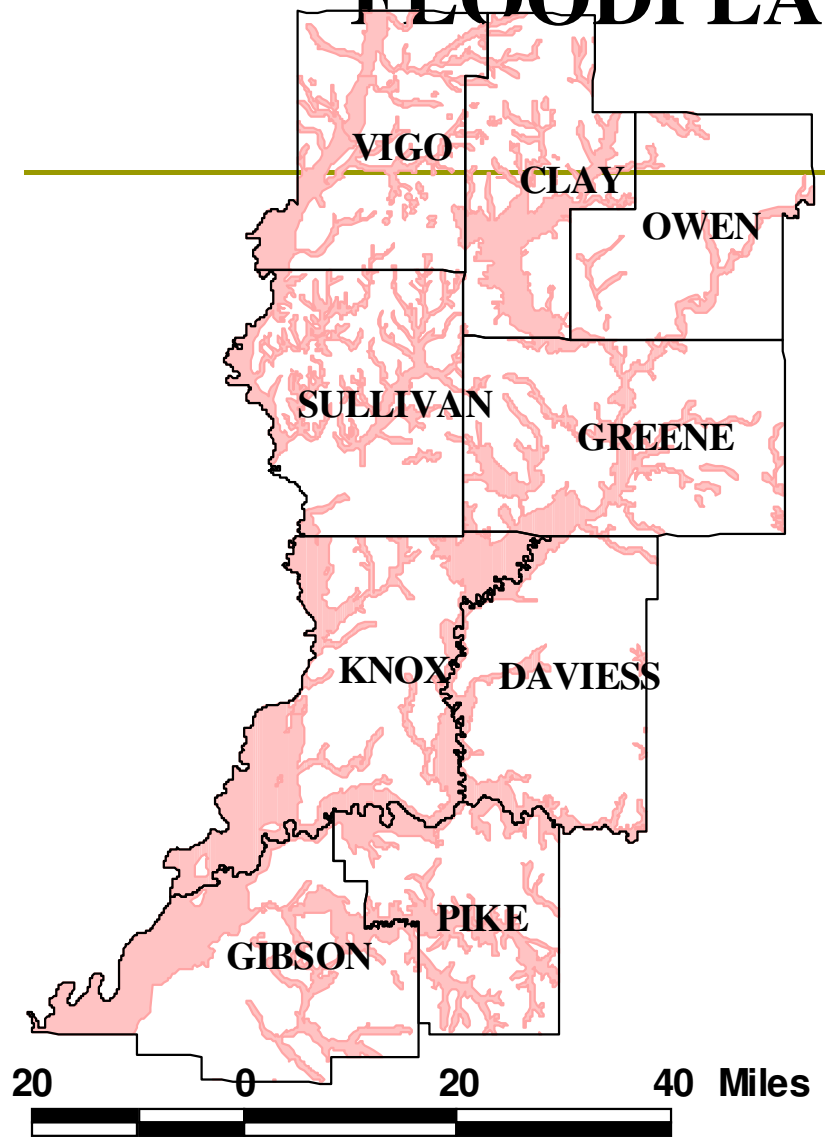 VIGO
CLAY
OWEN
SULLIVAN
GREENE
KNOX
DAVIESS
PIKE
GIBSON
20 0 20 40 Miles